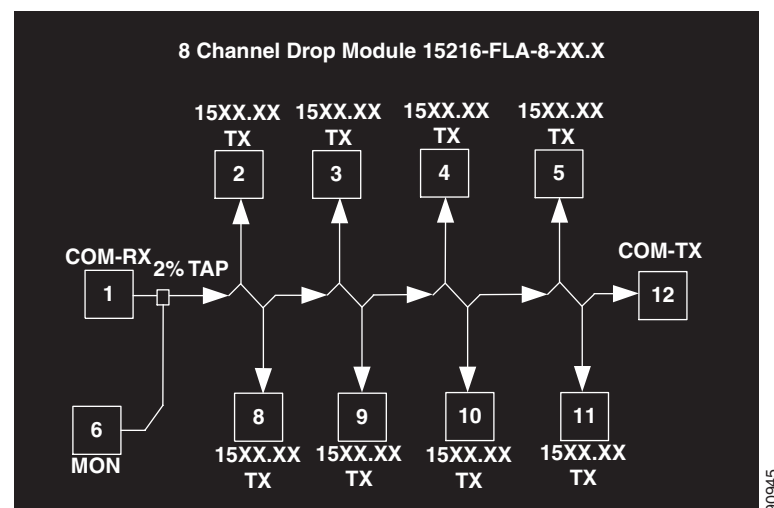 8 Channel Drop Module 15216-FLA-8-XX.X
15XX.XX 15XX.XX 15XX.XX 15XX.XX
TX TX TX TX
2 3 4 5
COM-RX 2% TAP COM-TX
1 12
6 8 9 10 11
MON 15XX.XX 15XX.XX 15XX.XX 15XX.XX
TX TX TX TX